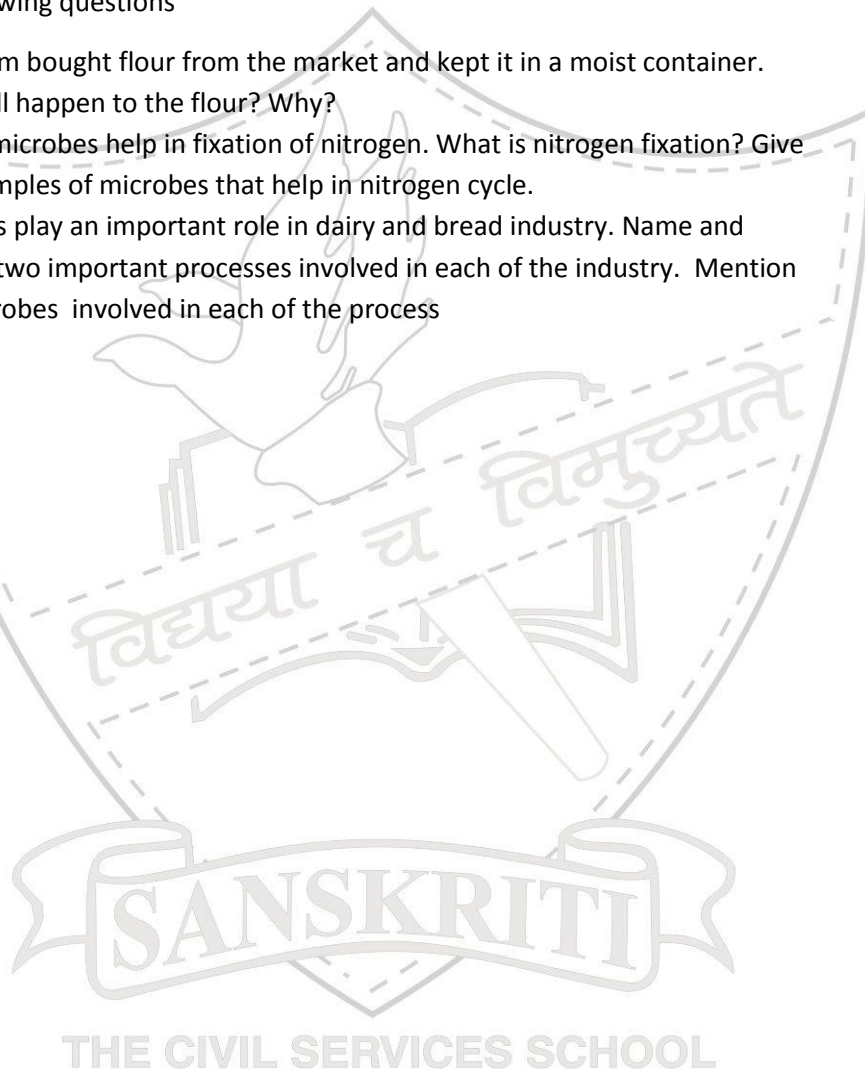 wing questions
m bought flour from the market and kept it in a moist container.
ll happen to the flour? Why?
microbes help in fixation of nitrogen. What is nitrogen fixation? Give
mples of microbes that help in nitrogen cycle.
s play an important role in dairy and bread industry. Name and
two important processes involved in each of the industry. Mention
robes involved in each of the process
विद्यया च विमुच्यते
SANSKRITI
THE CIVIL SERVICES SCHOOL